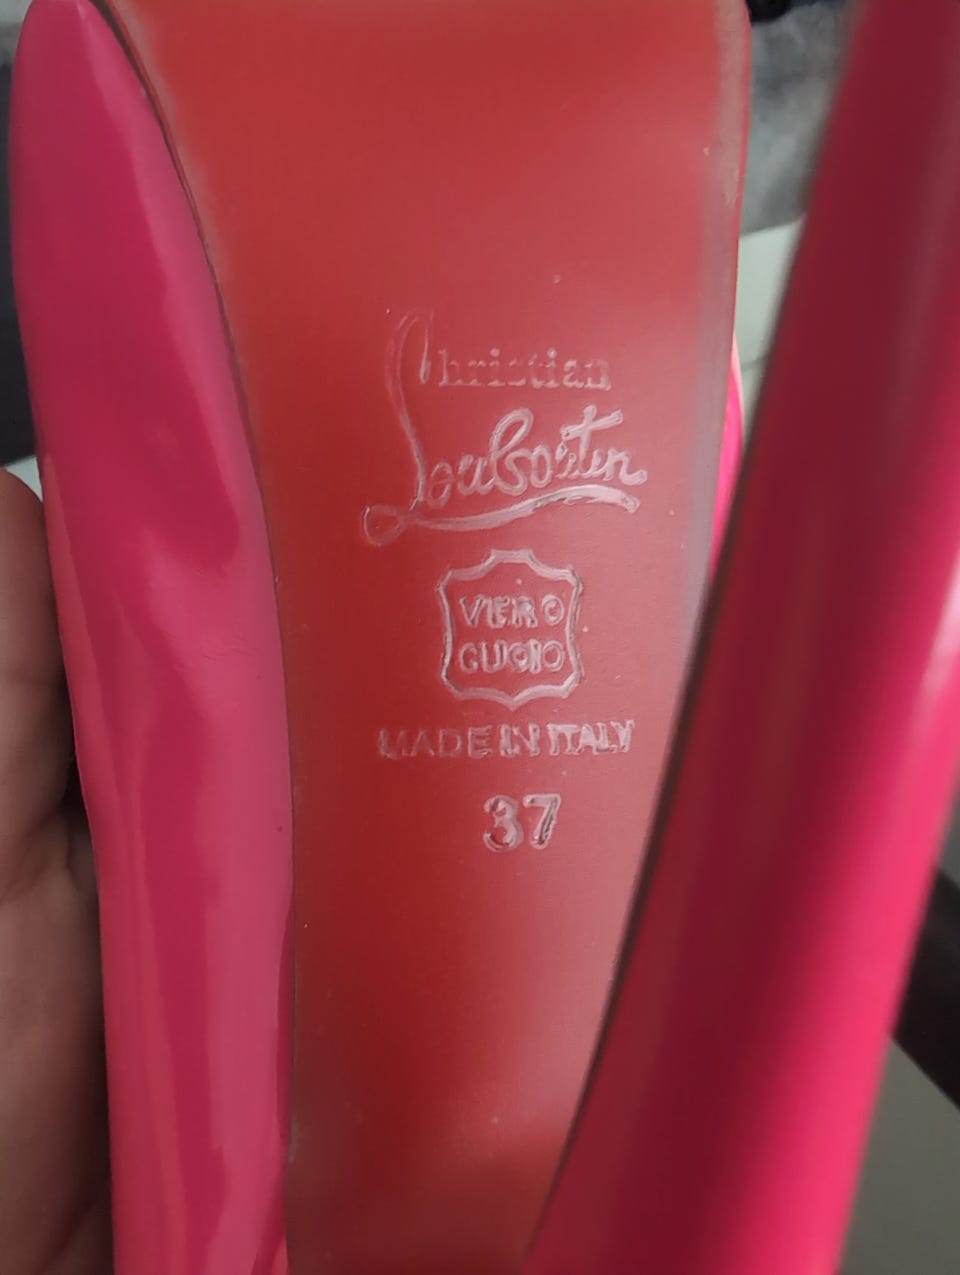 Christian
Louboutin
VERO
CUOIO
MADE IN ITALY
37